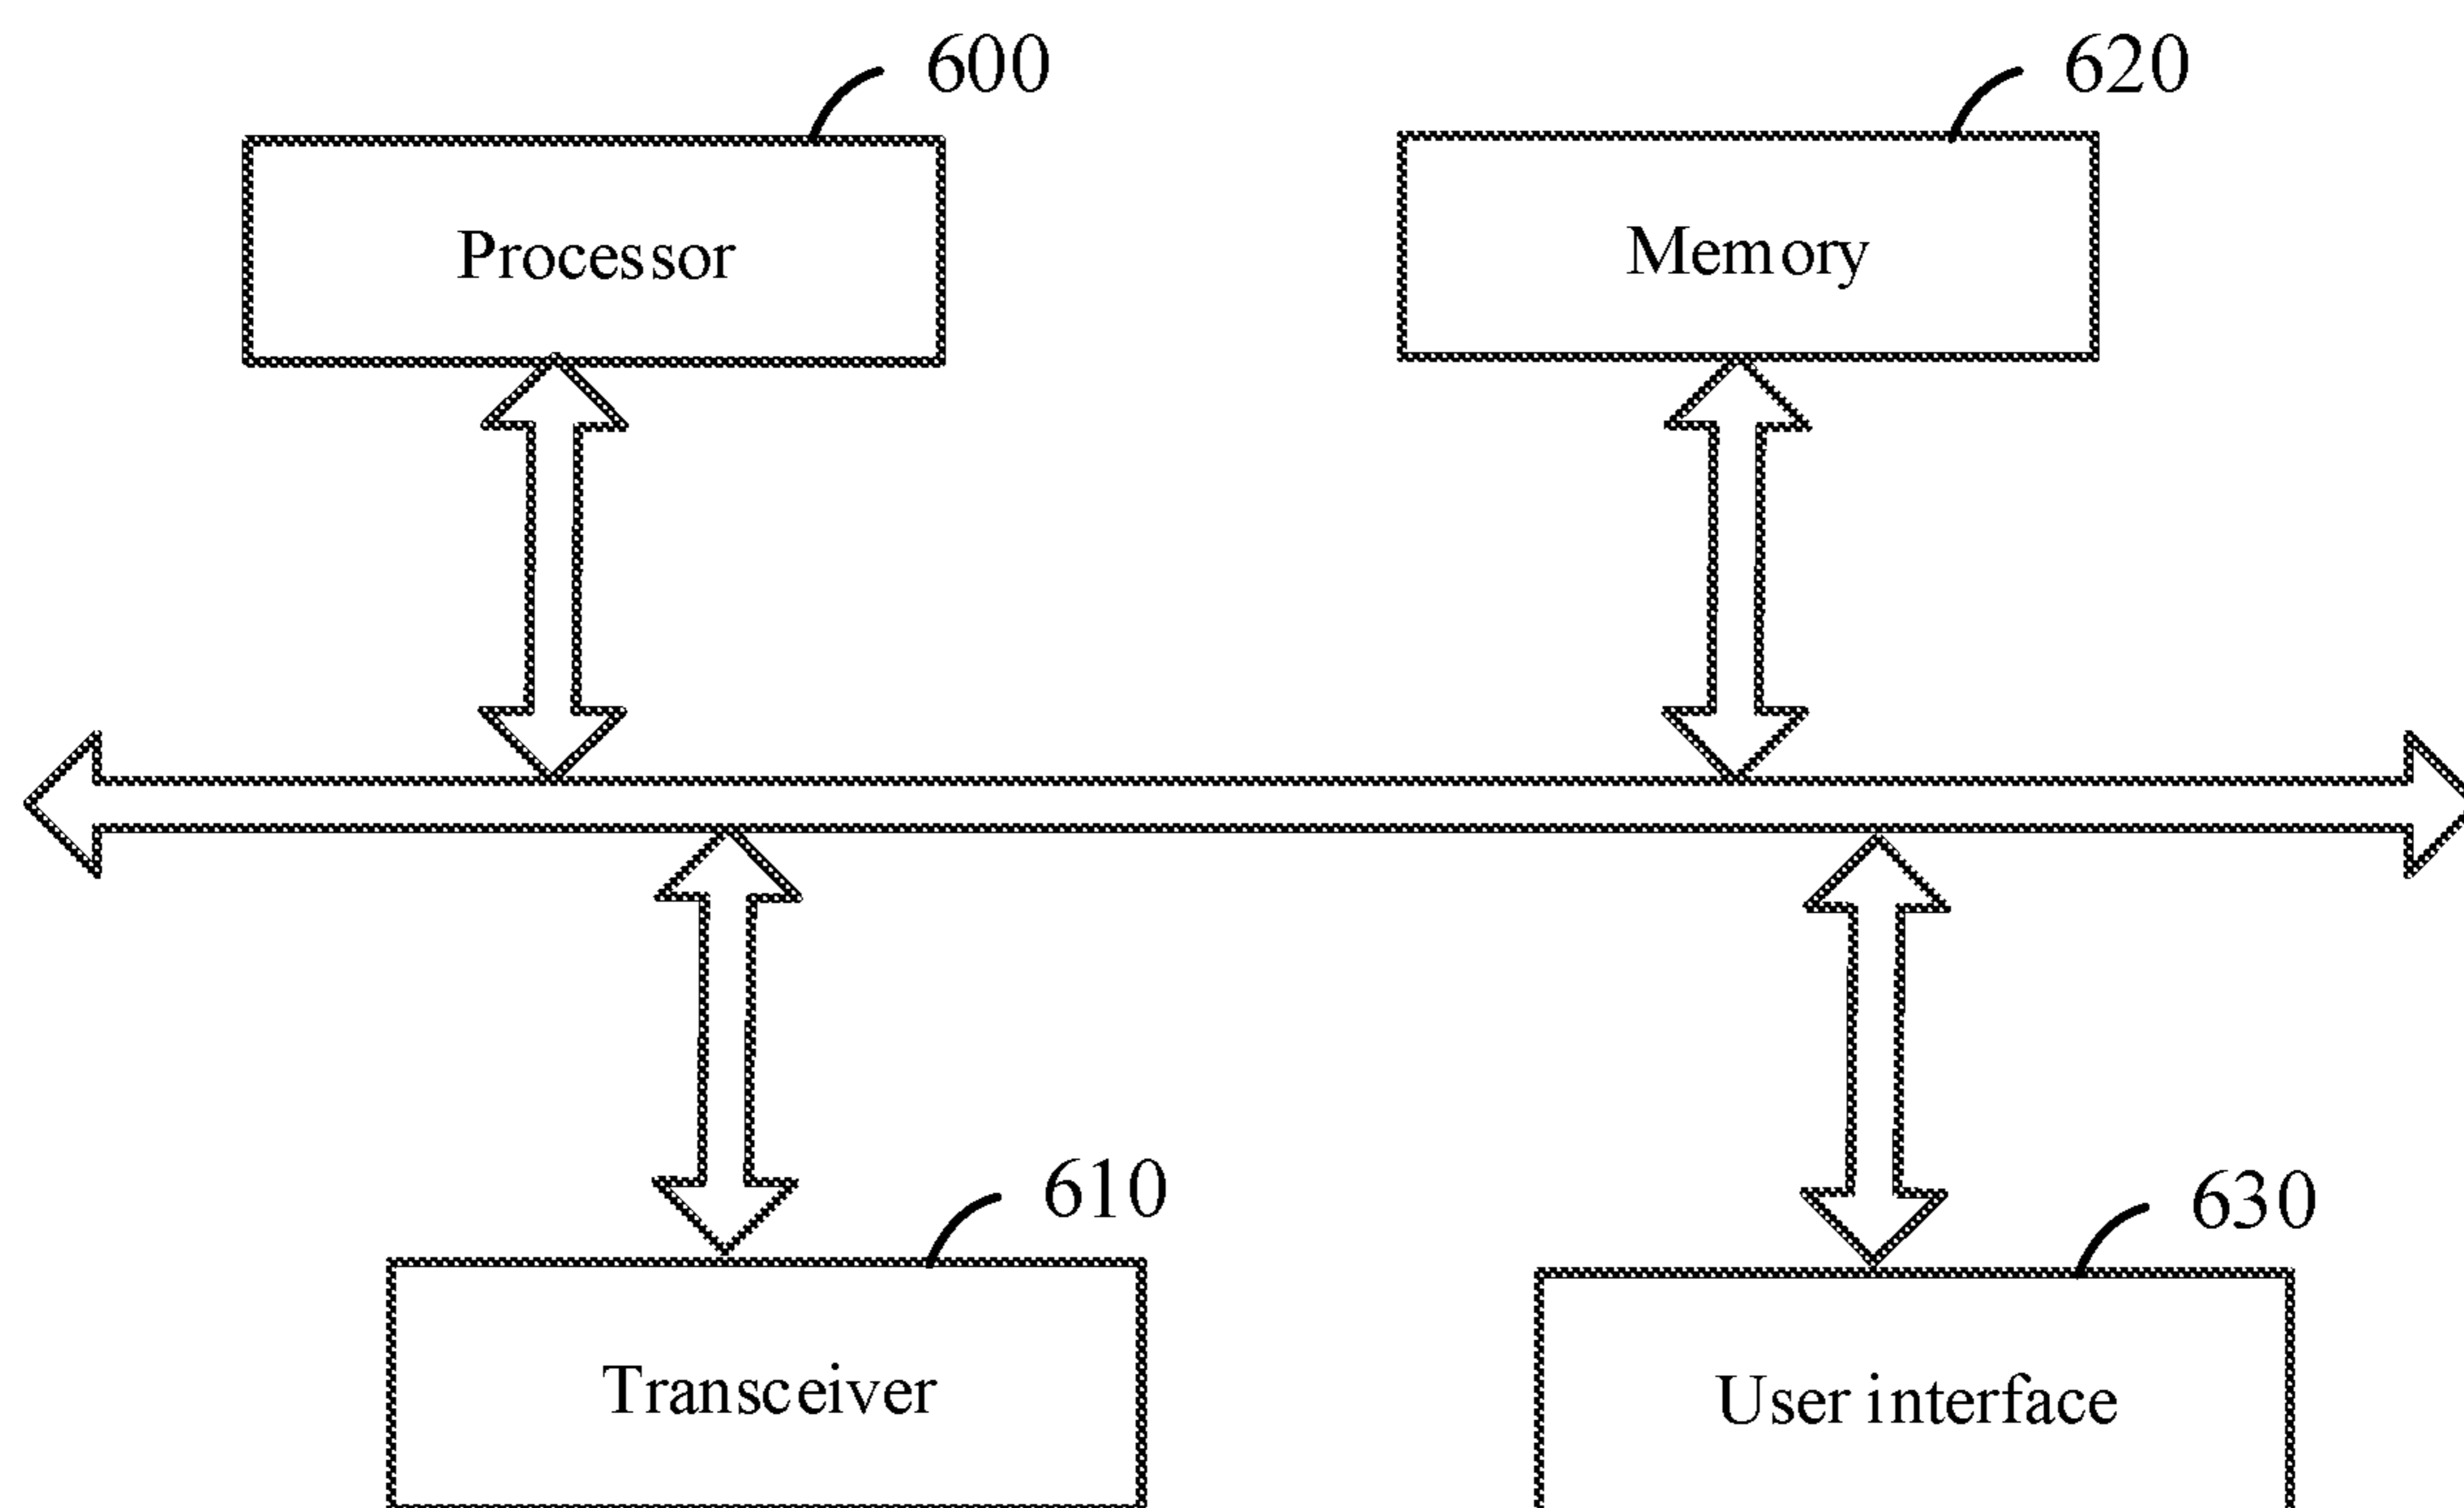 600
620
Processor
Memory
610
630
Transceiver
User interface